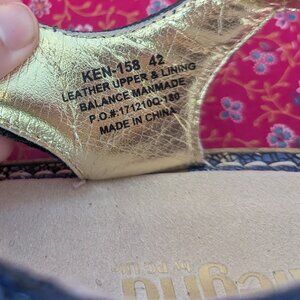 KEN-158 42
LEATHER UPPER & LINING
BALANCE MANMADE
P.O.#:171210Q-180
MADE IN CHINA